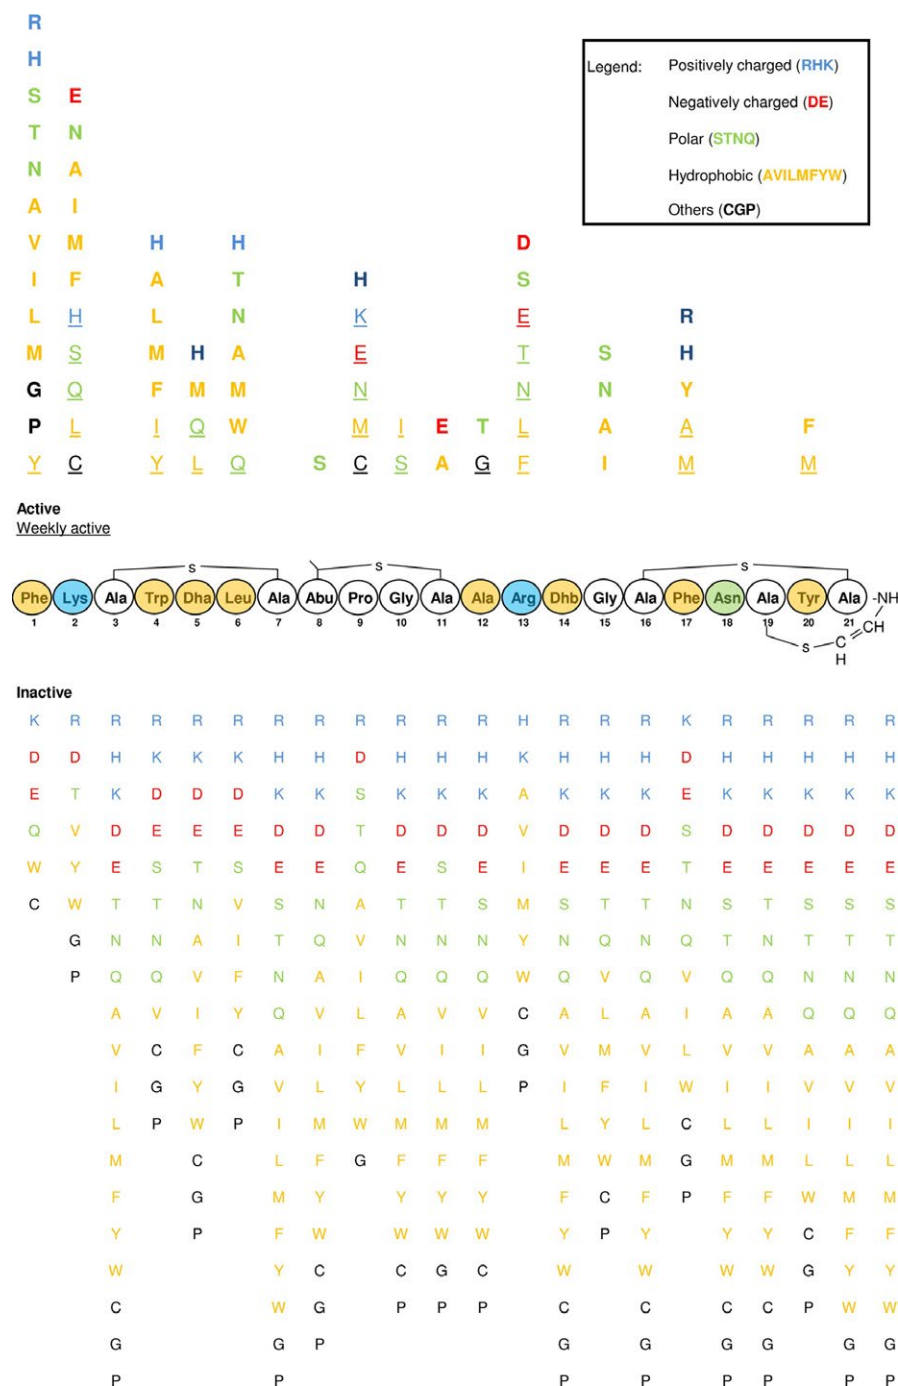 R
H
S E
T N
N A
A I
V M H H D
I F A T H S
L H L N K E R
M S M H A E T S H
G Q F M M N N N Y
P L I Q W M I E T L A A F
Y C Y L Q S C S A G F I M M
Legend: Positively charged (RHK)
Negatively charged (DE)
Polar (STNQ)
Hydrophobic (AVILMFYW)
Others (CGP)
Active
Weekly active
S S S
Phe Lys Ala Trp Dha Leu Ala Abu Pro Gly Ala Ala Arg Dhb Gly Ala Phe Asn Ala Tyr Ala -NH
1 2 3 4 5 6 7 8 9 10 11 12 13 14 15 16 17 18 19 20 21
CH
S C
H
Inactive
K R R R R R R R R R R R H R R R K R R R R R
D D H K K K H H D H H H K H H H D H H H H H
E T K D D D K K S K K K A K K K E K K K K K
Q V D E E E D D T D D D V D D D S D D D D D
W Y E S T S E E Q E S E I E E E T E E E E E
C W T T N V S N A T T S M S T T N S T S S S
G N N A I T Q V N N N Y N Q N Q T N T T T
P Q Q V F N A I Q Q Q W Q V Q V Q Q N N N
A V I Y Q V L A V V C A L A I A A Q Q Q
V C F C A I F V I I G V M V L V V A A A
I G Y G V L Y L L L P I F I W I I V V V
L P W P I M W M M M L Y L C L L I I I
M C L F G F F F M W M G M M L L L
F G M Y Y Y Y F C F P F F W M M
Y P F W W W W Y P Y Y Y C F F
W Y C C G C W W W W G Y Y
C W G P P P C C C C P W W
G G P G G G G G G
P P P P P P P P